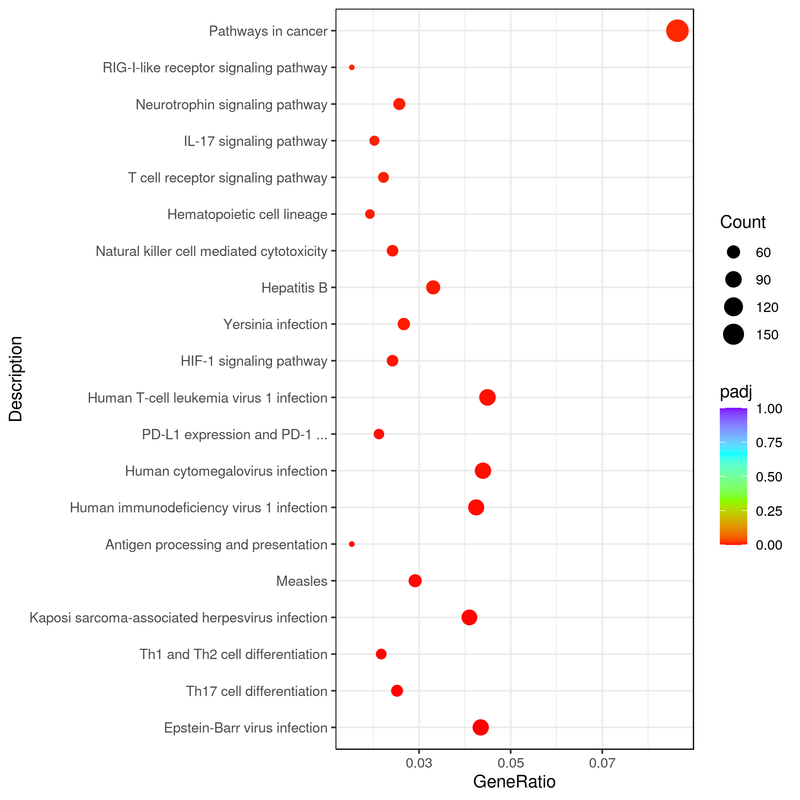 Pathways in cancer
RIG-I-like receptor signaling pathway
Neurotrophin signaling pathway
IL-17 signaling pathway
T cell receptor signaling pathway
Hematopoietic cell lineage
Natural killer cell mediated cytotoxicity
Hepatitis B
Yersinia infection
HIF-1 signaling pathway
Human T-cell leukemia virus 1 infection
PD-L1 expression and PD-1 ...
Human cytomegalovirus infection
Human immunodeficiency virus 1 infection
Antigen processing and presentation
Measles
Kaposi sarcoma-associated herpesvirus infection
Th1 and Th2 cell differentiation
Th17 cell differentiation
Epstein-Barr virus infection
Description
0.03 0.05 0.07
GeneRatio
Count
60
90
120
150
padj
1.00
0.75
0.50
0.25
0.00